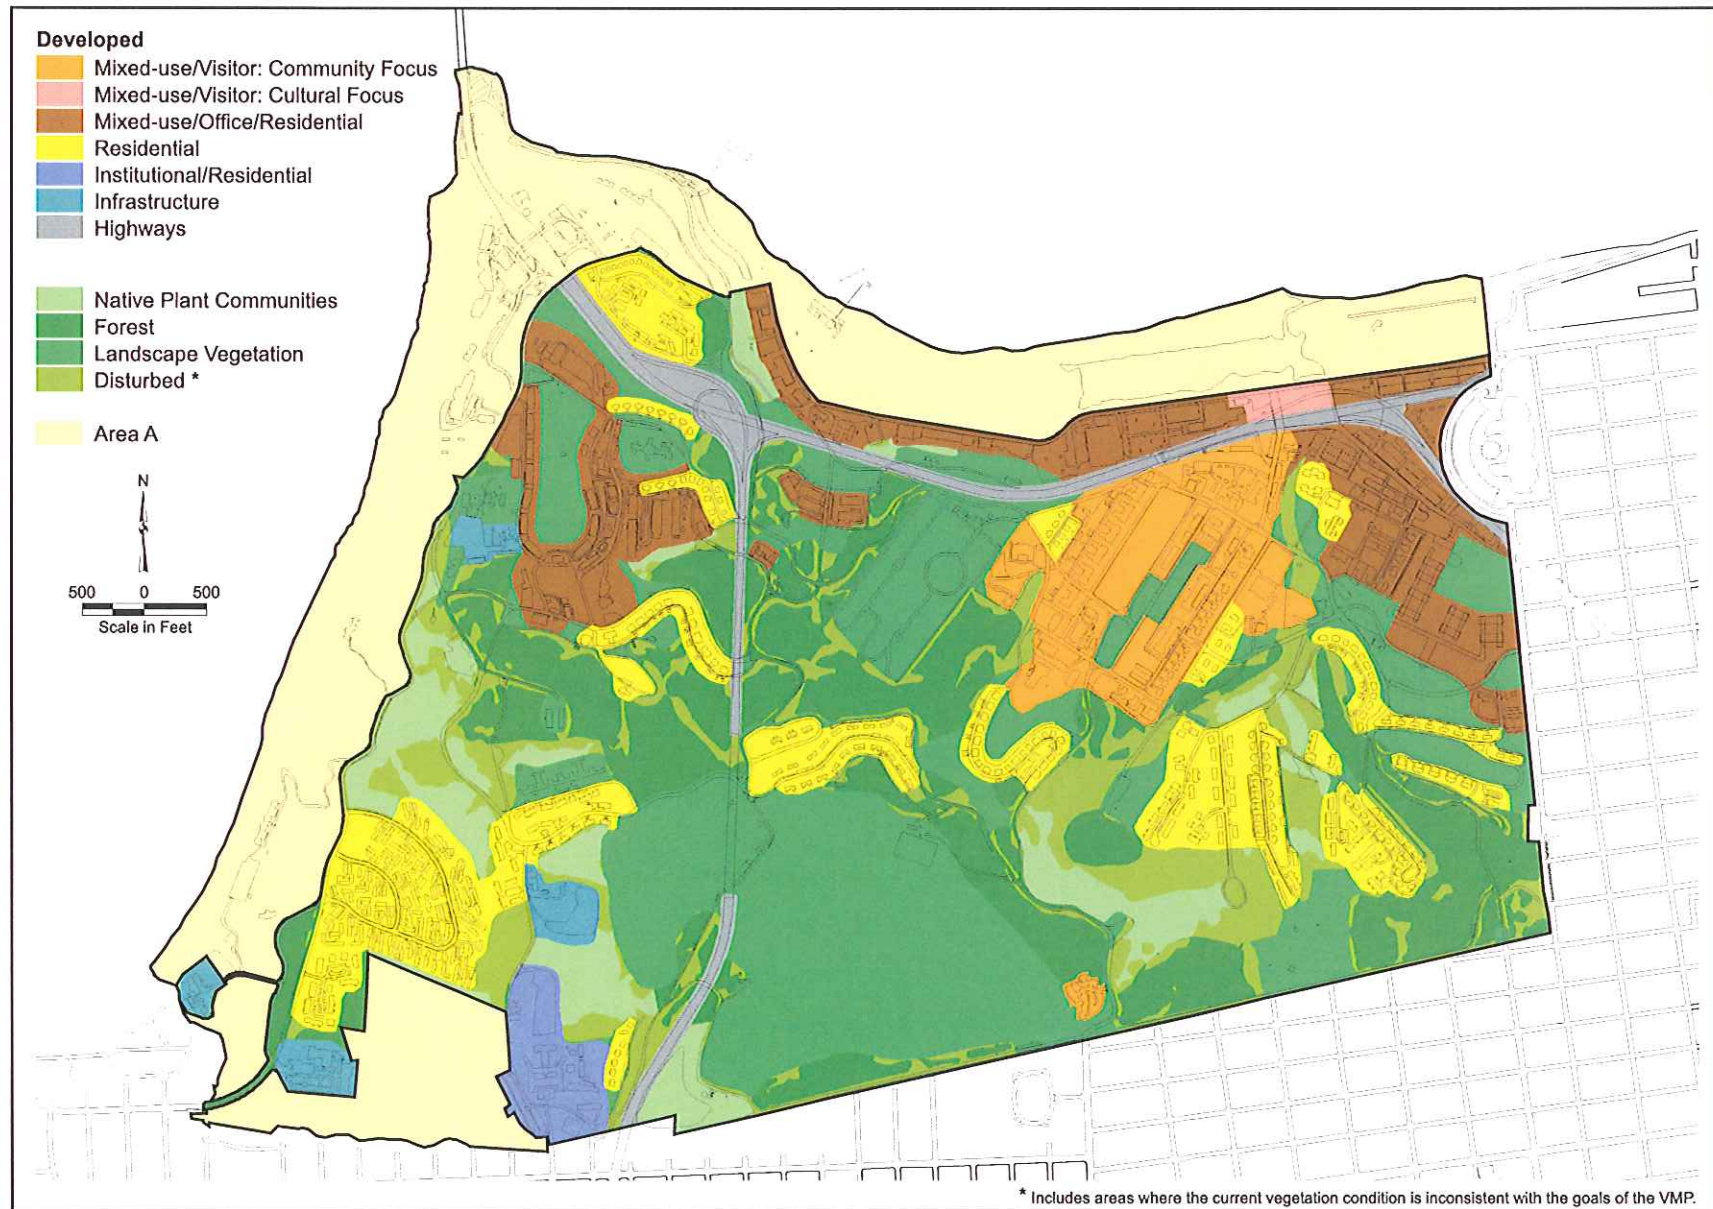 Developed
Mixed-use/Visitor: Community Focus
Mixed-use/Visitor: Cultural Focus
Mixed-use/Office/Residential
Residential
Institutional/Residential
Infrastructure
Highways
Native Plant Communities
Forest
Landscape Vegetation
Disturbed *
Area A
N
500 0 500
Scale in Feet
* Includes areas where the current vegetation condition is inconsistent with the goals of the VMP.